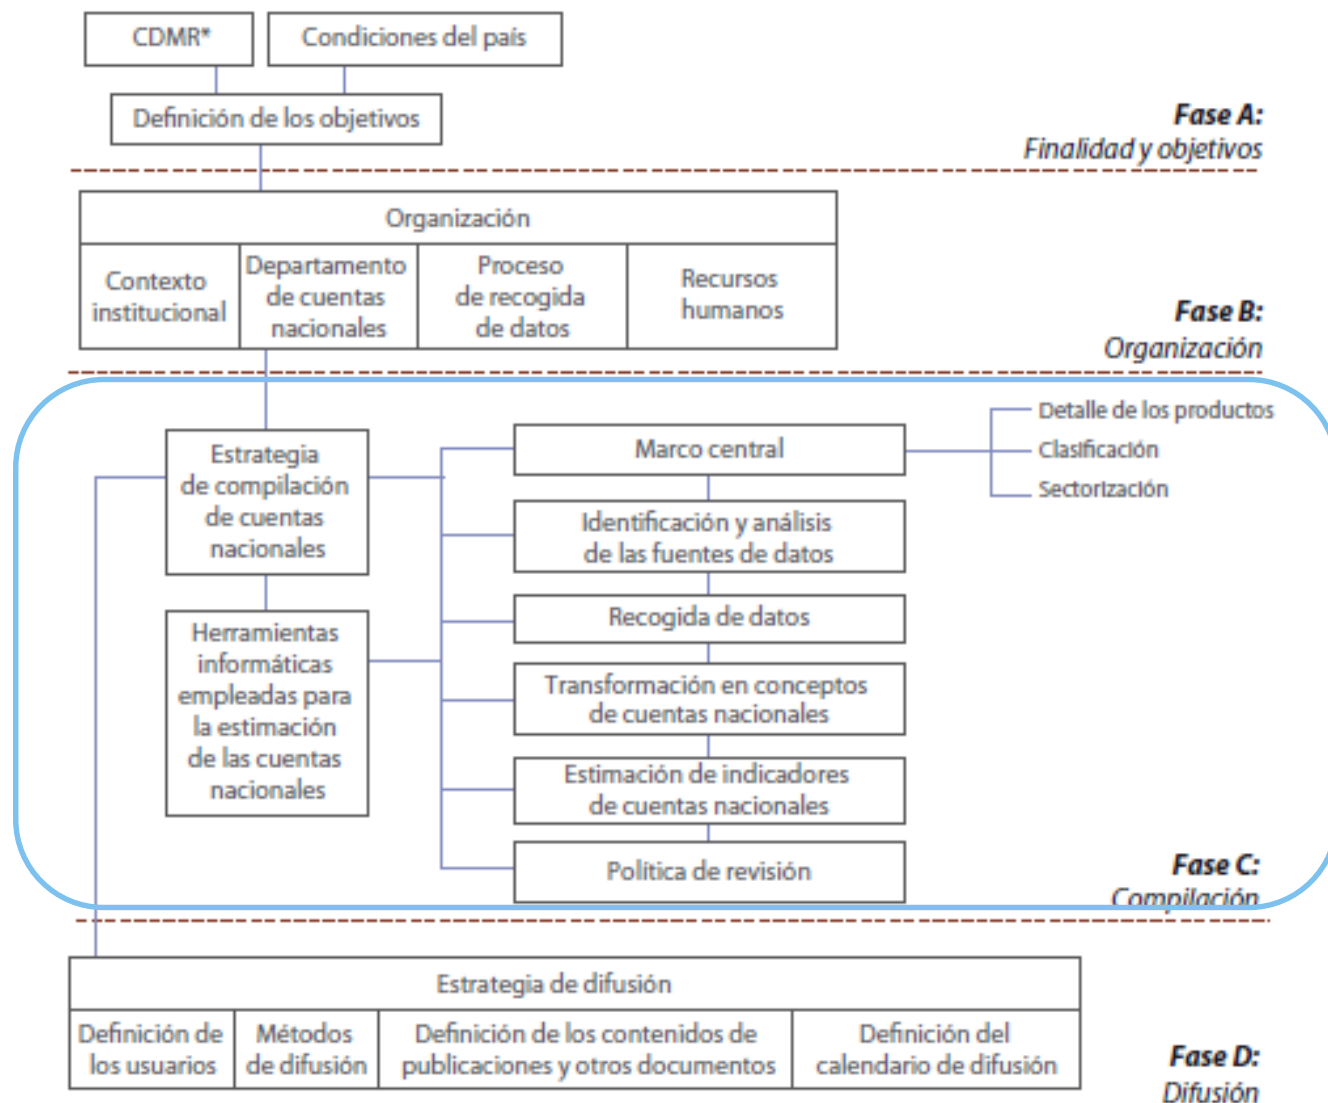 CDMR*
Condiciones del país
Definición de los objetivos
Fase A:
Finalidad y objetivos
Organización
Contexto
institucional
Departamento
de cuentas
nacionales
Proceso
de recogida
de datos
Recursos
humanos
Fase B:
Organización
Estrategia
de compilación
de cuentas
nacionales
Herramientas
informáticas
empleadas para
la estimación
de las cuentas
nacionales
Marco central
Identificación y análisis
de las fuentes de datos
Recogida de datos
Transformación en conceptos
de cuentas nacionales
Estimación de indicadores
de cuentas nacionales
Política de revisión
Detalle de los productos
Clasificación
Sectorización
Fase C:
Compilación
Estrategia de difusión
Definición de
los usuarios
Métodos
de difusión
Definición de los contenidos de
publicaciones y otros documentos
Definición del
calendario de difusión
Fase D:
Difusión